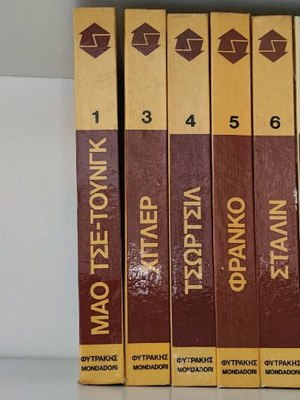 1
ΜΑΟ ΤΣΕ-ΤΟΥΝΓΚ
ΦΥΤΡΑΚΗΣ
MONDADORI
3
ΧΙΤΛΕΡ
ΦΥΤΡΑΚΗΣ
MONDADORI
4
ΤΣΩΡΤΣΙΛ
ΦΥΤΡΑΚΗΣ
MONDADORI
5
ΦΡΑΝΚΟ
ΦΥΤΡΑΚΗΣ
MONDADORI
6
ΣΤΑΛΙΝ
ΦΥΤΡΑΚΗΣ
MONDADORI